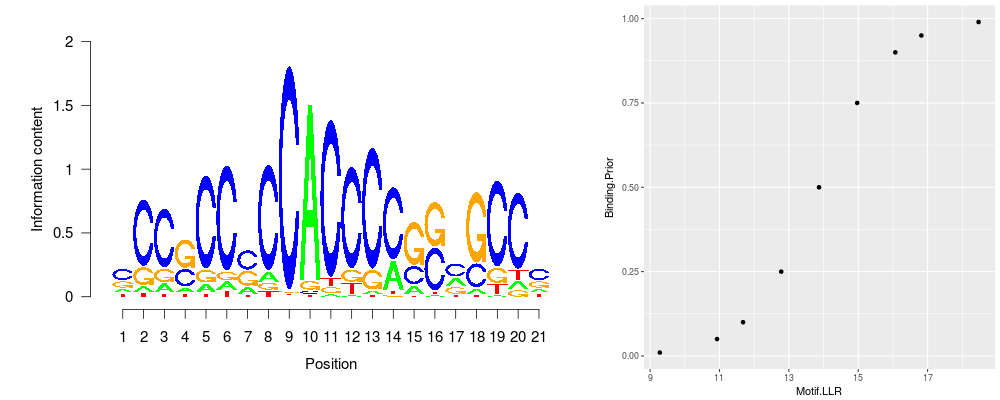 2
1.5
1
0.5
0
Information content
C C G C C C C C A C C C C G G C G C C C
1 2 3 4 5 6 7 8 9 10 11 12 13 14 15 16 17 18 19 20 21
Position
1.00
0.75
0.50
0.25
0.00
Binding.Prior
9 11 13 15 17
Motif.LLR